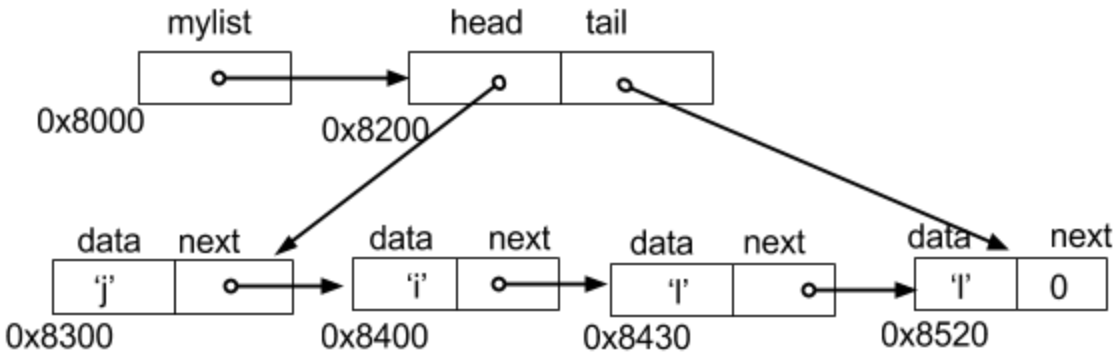 mylist head tail
0x8000 0x8200
data next data next data next data next
‘j’ ‘i’ ‘l’ ‘l’ 0
0x8300 0x8400 0x8430 0x8520